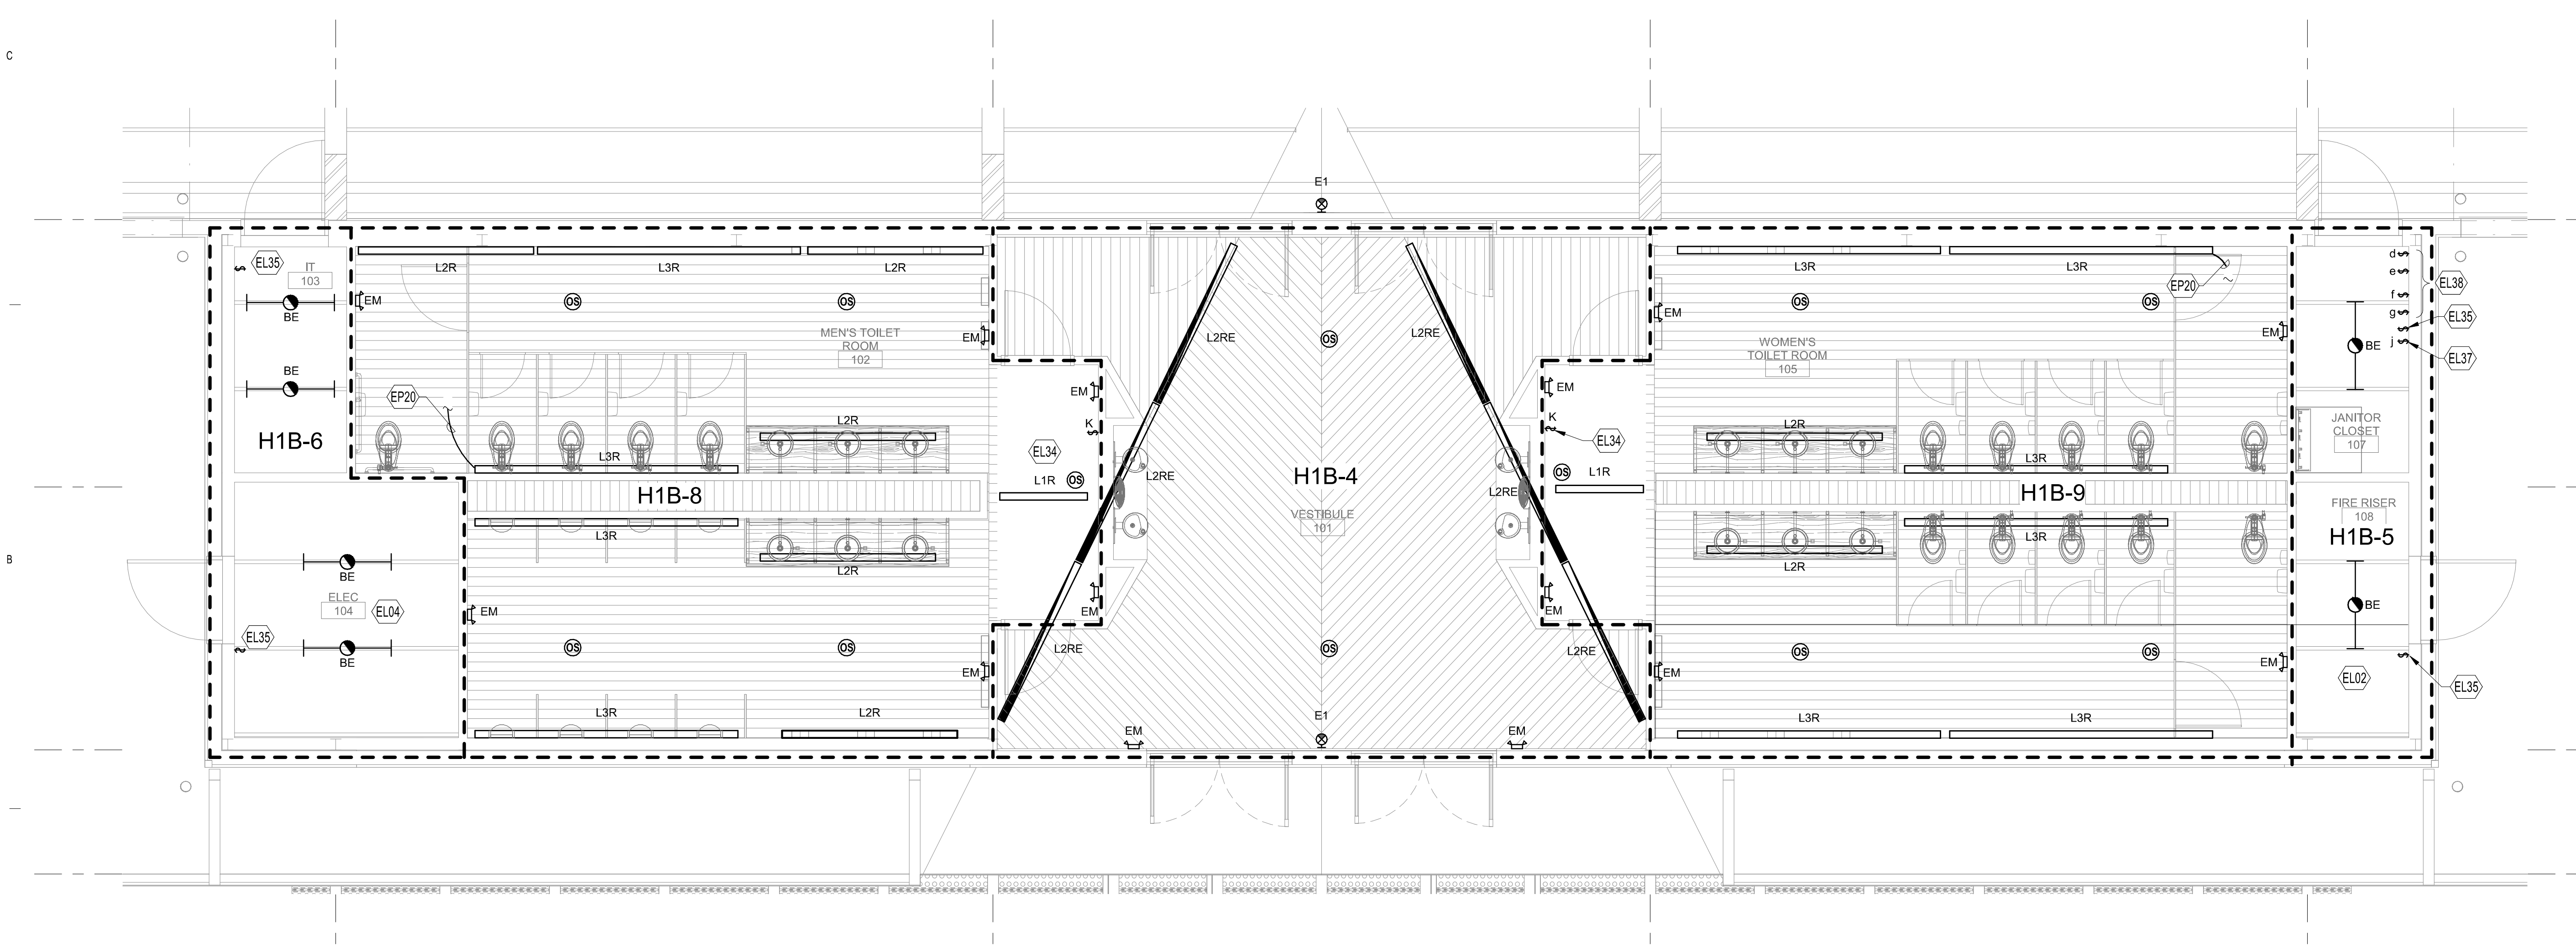 C
E1
EL35
IT
103
BE
BE
H1B-6
EM
L2R
L3R
L2R
OS
OS
EM
MEN'S TOILET
ROOM
102
EP20
L2R
L3R
H1B-8
L3R
L2R
B
BE
ELEC
104
EL04
EL35
BE
EM
OS
OS
EM
L3R
L2R
EM
K
EL34
L1R
OS
EM
L2RE
L2RE
L2RE
OS
H1B-4
VESTIBULE
101
OS
E1
EM
EM
L2RE
L2RE
L2RE
EM
K
EL34
OS
L1R
EM
L3R
L3R
EP20
EM
OS
OS
EM
WOMEN'S
TOILET ROOM
105
L2R
L3R
H1B-9
L3R
L2R
OS
OS
EM
EM
L3R
L3R
d
e
f
g
j
EL38
EL35
EL37
BE
JANITOR
CLOSET
107
FIRE RISER
108
H1B-5
BE
EL02
EL35